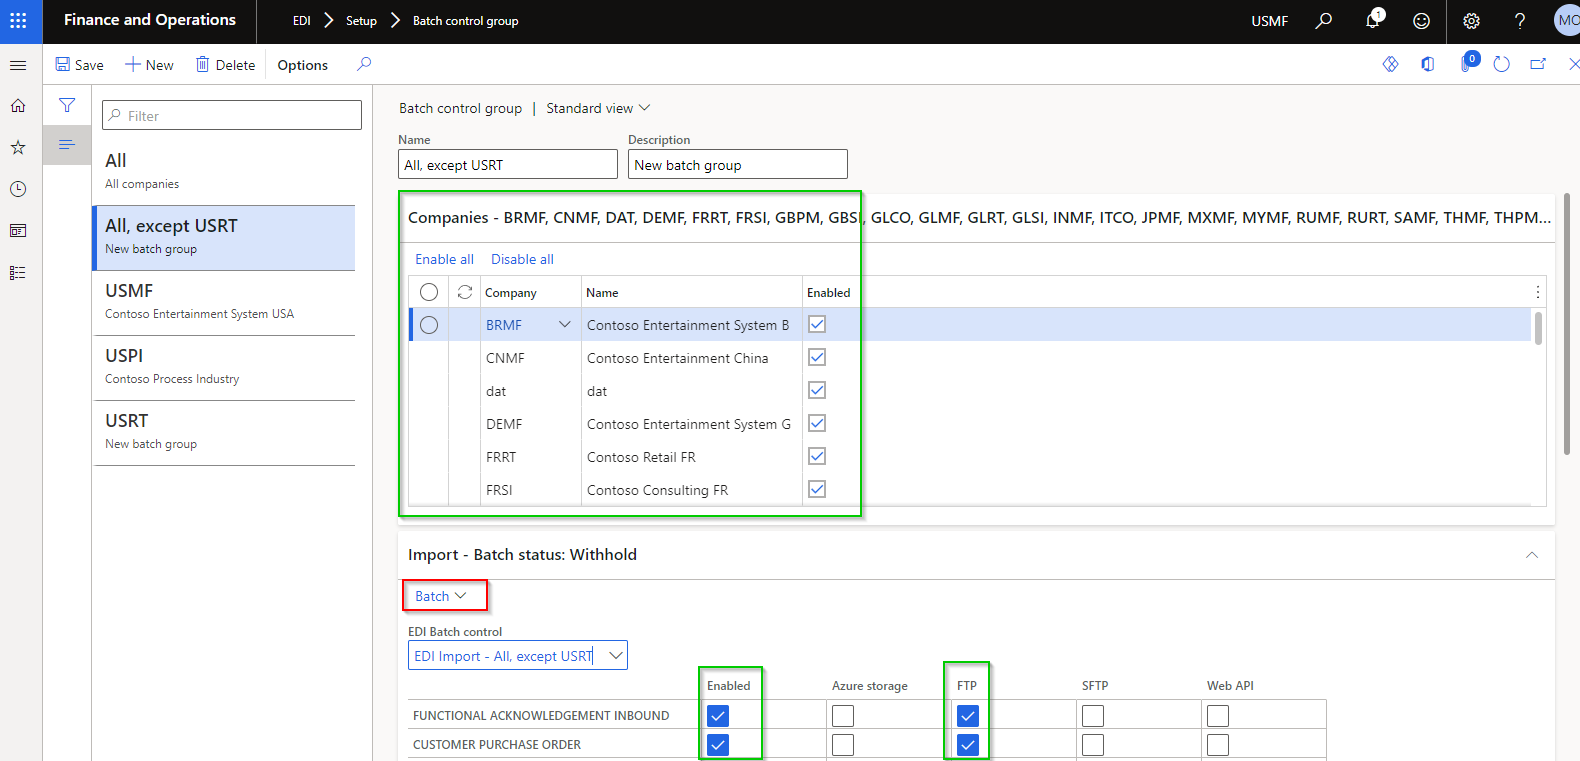 Finance and Operations
EDI > Setup > Batch control group
USMF
1
?
MO
Save
New
Delete
Options
0
Filter
All
All companies
All, except USRT
New batch group
USMF
Contoso Entertainment System USA
USPI
Contoso Process Industry
USRT
New batch group
Batch control group | Standard view
Name
Description
All, except USRT
New batch group
Companies - BRMF, CNMF, DAT, DEMF, FRRT, FRSI, GBPM, GBSI, GLCO, GLMF, GLRT, GLSI, INMF, ITCO, JPMF, MXMF, MYMF, RUMF, RURT, SAMF, THMF, THPM...
Enable all Disable all
Company Name Enabled
BRMF Contoso Entertainment System B
CNMF Contoso Entertainment China
dat dat
DEMF Contoso Entertainment System G
FRRT Contoso Retail FR
FRSI Contoso Consulting FR
Import - Batch status: Withhold
Batch
EDI Batch control
EDI Import - All, except USRT
Enabled Azure storage FTP SFTP Web API
FUNCTIONAL ACKNOWLEDGEMENT INBOUND
CUSTOMER PURCHASE ORDER